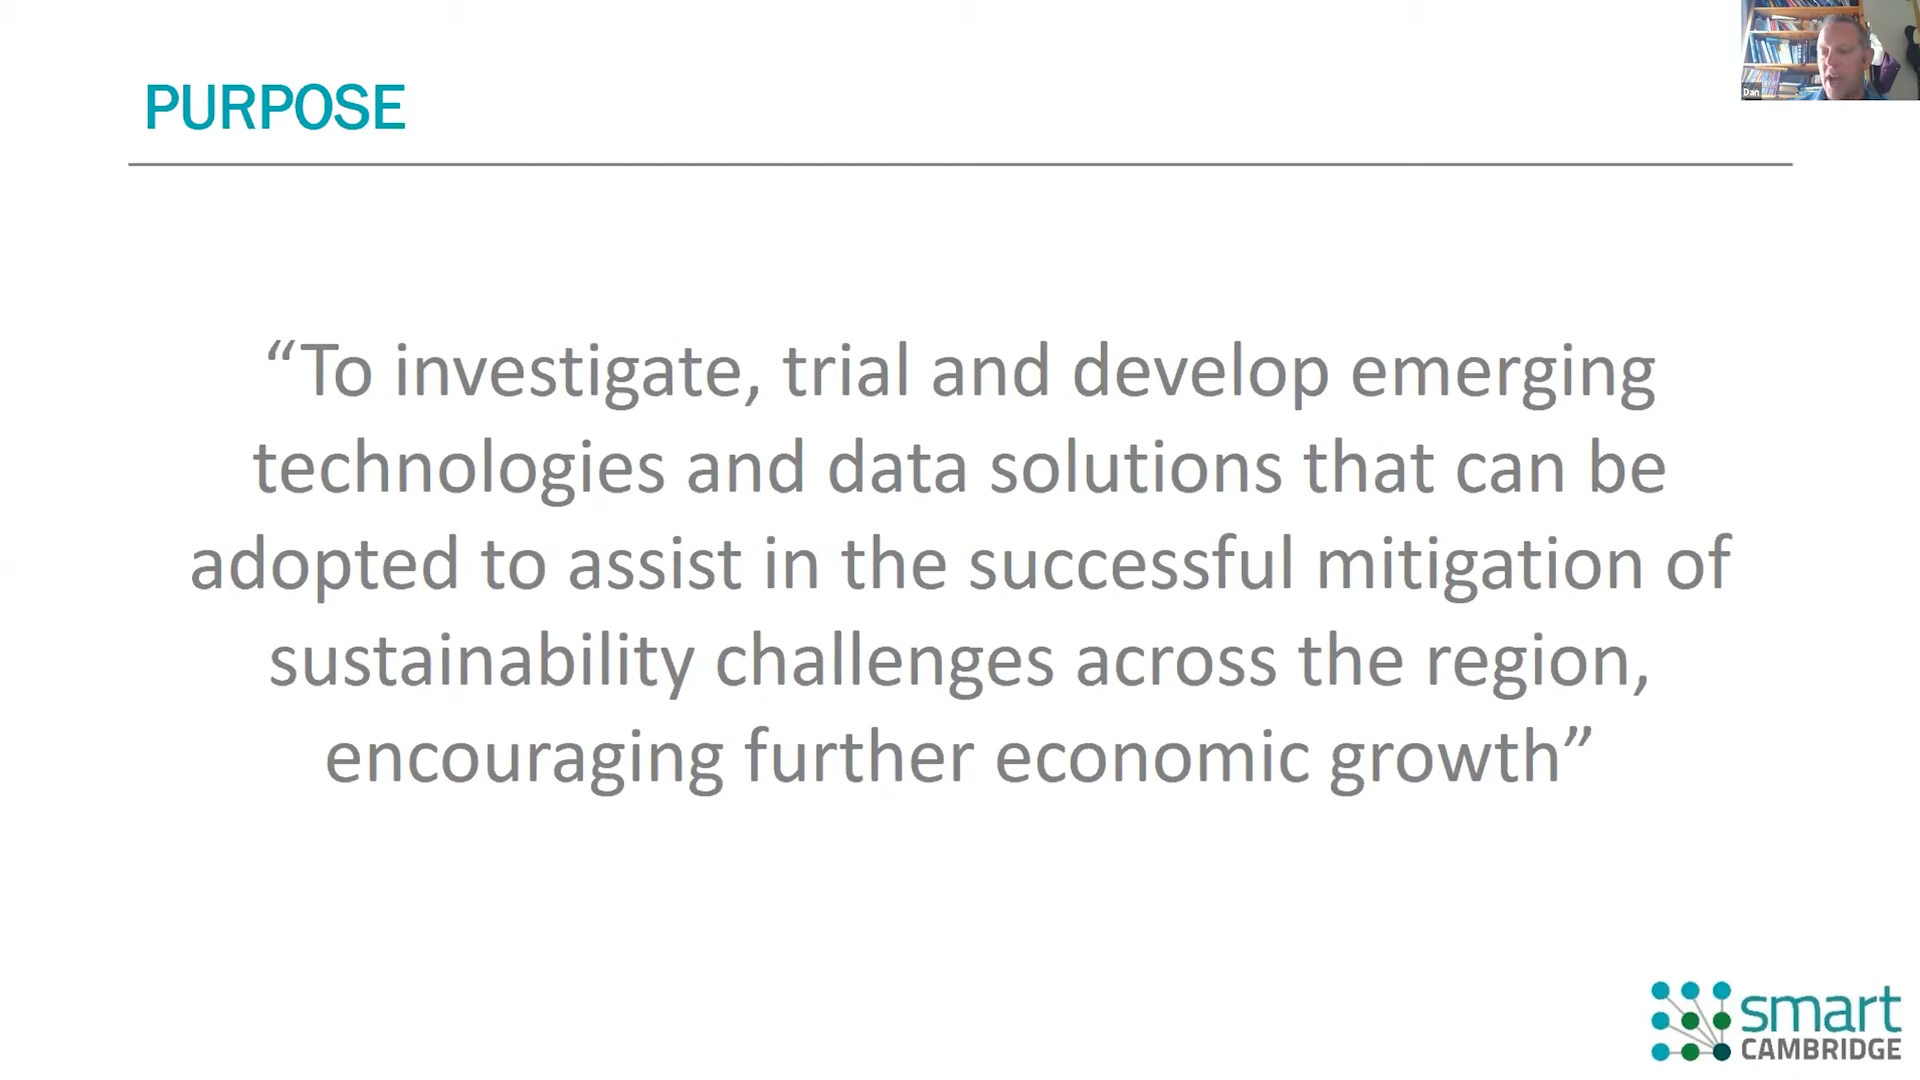 PURPOSE
Dan
“To investigate, trial and develop emerging
technologies and data solutions that can be
adopted to assist in the successful mitigation of
sustainability challenges across the region,
encouraging further economic growth”
smart
CAMBRIDGE